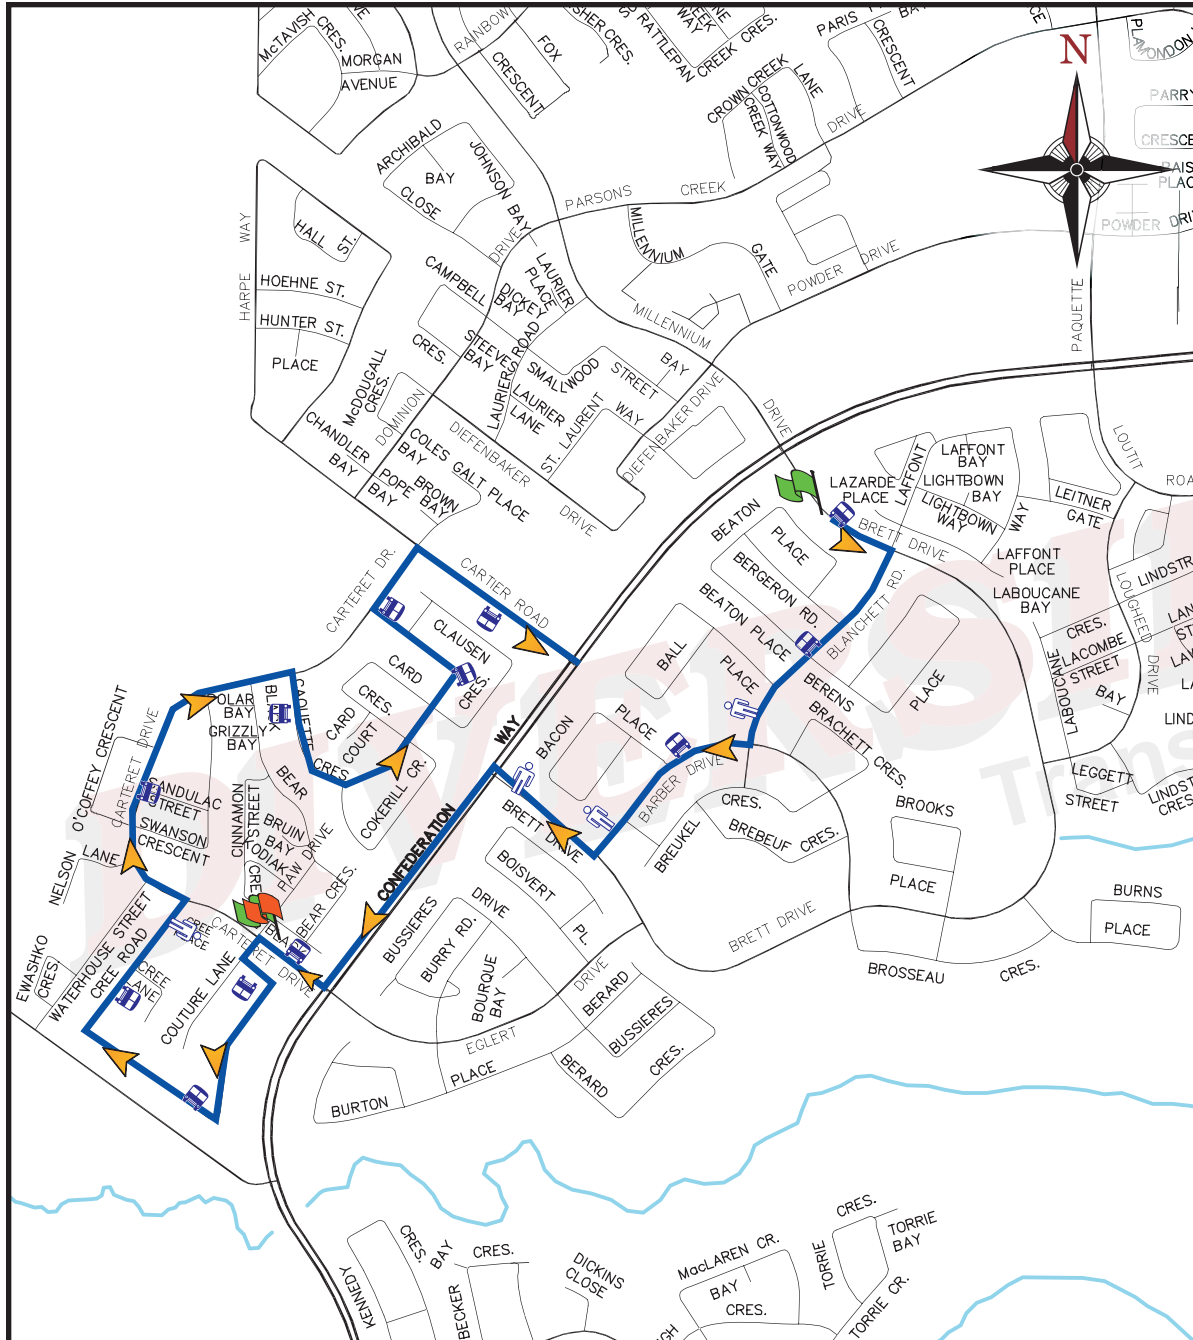 McTAVISH
CRES.
MORGAN
AVENUE
RAINBOW
FOX
CRESCENT
CRES.
RATTLEPAN
CREEK CRES.
WAY
PARIS
CRESCENT
CROWN CREEK
LANE
COTTONWOOD
CREEK WAY
DRIVE
N
PARRY
POWDER
ARCHIBALD
BAY
CLOSE
JOHNSON BAY
PARSONS
CREEK
DRIVE
MILLENNIUM
GATE
POWDER
DRIVE
PAQUETTE
HARPE WAY
HALL
ST.
HOEHNE ST.
HUNTER ST.
PLACE
CAMPBELL
CRES.
DICKEY
BAY
LAURIER
PLACE
STEEVES
BAY
LAURIERS ROAD
SMALLWOOD
STREET
BAY
WAY
LAURIER
LANE
ST. LAURENT
MILLENNIUM
DRIVE
DIEFENBAKER DRIVE
McDOUGALL
CRES.
DOMINION
CHANDLER
BAY
COLES
BAY
GALT PLACE
POPE BAY
BAY
BROWN
DIEFENBAKER
DRIVE
LOUTIT
LAZARDE
PLACE
LAFFONT
LAFFONT
BAY
LIGHTBOWN
BAY
LIGHTBOWN
WAY
WAY
LEITNER
GATE
BRETT DRIVE
LAFFONT
PLACE
LABOUCANE
BAY
BEATON
PLACE
BERGERON RD.
BEATON PLACE
BLANCHETT RD.
BALL
PLACE
BERENS
PLACE
BRACHETT
CRES.
LABOUCANE
CRES.
LACOMBE
STREET
BAY
LOUGHEED
DRIVE
LEGGETT
STREET
CARTERET DR.
CARTIER ROAD
CLAUSEN
CRES.
CARD
CRES.
CARD
COURT
COKERILL CR.
CAOUETTE
CRES.
WAY
CONFEDERATION
BACON
PLACE
BARBER DRIVE
BRETT DRIVE
BREUKEL
CRES.
BREBEUF
CRES.
BROOKS
PLACE
BRETT DRIVE
BROSSEAU
CRES.
BURNS
PLACE
O'COFFEY CRESCENT
CARTERET DRIVE
POLAR
BAY
BLACK
GRIZZLY
BAY
BEAR
SANDULAC
STREET
SWANSON
CRESCENT
CINNAMON
STREET
BRUIN
BAY
KODIAK
PAW DRIVE
BEAR CRES.
NELSON
LANE
EWASHKO
CRES.
WATERHOUSE STREET
CREE ROAD
CREE
PLACE
CREE
LANE
CARTERET DRIVE
COUTURE LANE
BOISVERT
PL.
BUSSIERES
DRIVE
BURRY RD.
BOURQUE
BAY
EGLERT
DRIVE
PLACE
BERARD
BUSSIERES
CRES.
BERARD
BURTON
KENNEDY
CRES.
BAY
CRES.
BECKER
DICKINS
CLOSE
MacLAREN CR.
BAY
CRES.
CRES.
TORRIE
TORRIE
BAY
TORRIE CR.